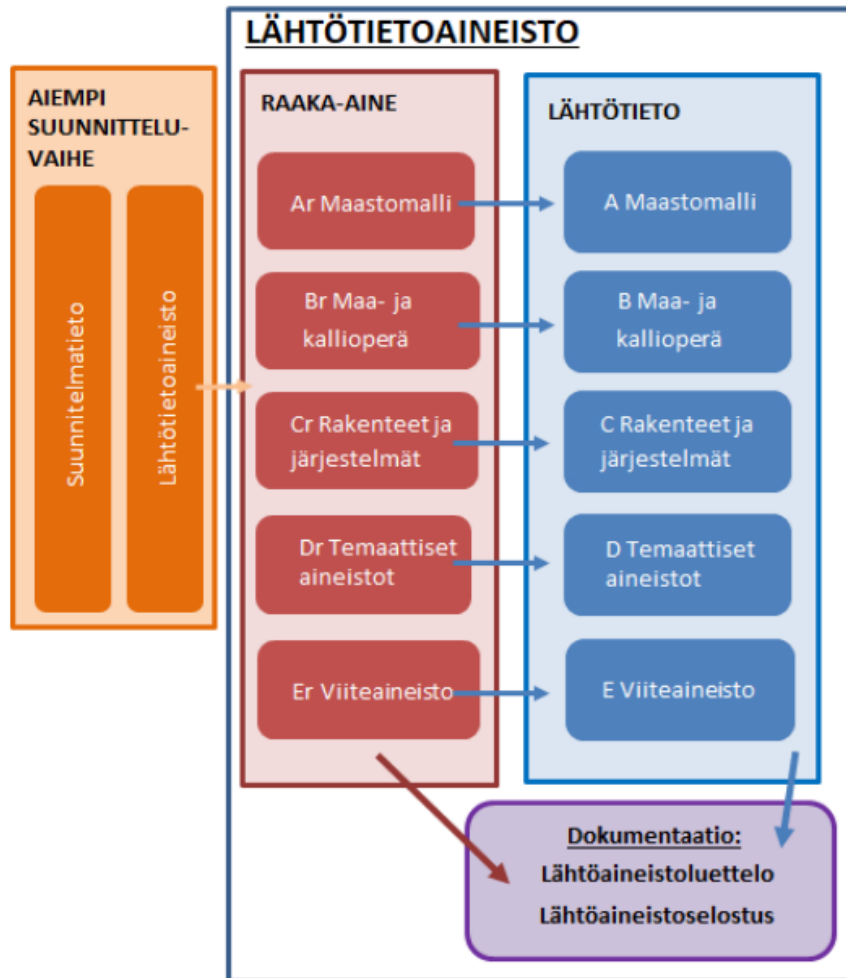 LÄHTÖTIETOAINEISTO
AIEMPI
SUUNNITTELU-
VAIHE
Suunnitelmatieto
Lähtötietoaineisto
RAAKA-AINE
Ar Maastomalli
Br Maa- ja
kallioperä
Cr Rakenteet ja
järjestelmät
Dr Temaattiset
aineistot
Er Viiteaineisto
LÄHTÖTIETO
A Maastomalli
B Maa- ja
kallioperä
C Rakenteet ja
järjestelmät
D Temaattiset
aineistot
E Viiteaineisto
Dokumentaatio:
Lähtöaineistoluettelo
Lähtöaineistoselostus